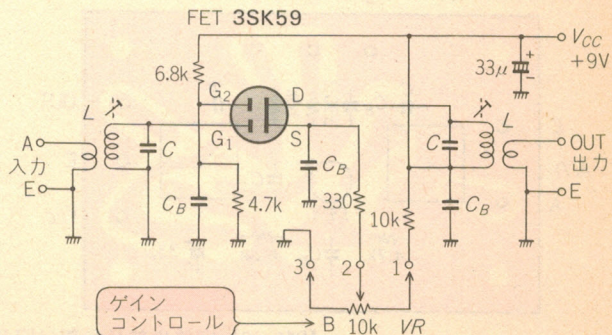 FET 3SK59
VCC
+9V
33μ
+
−
6.8k
G2
D
G1
S
L
L
A
入力
E
C
C
OUT
出力
E
CB
4.7k
CB
330
10k
CB
3
2
1
ゲイン
コントロール
B 10k VR